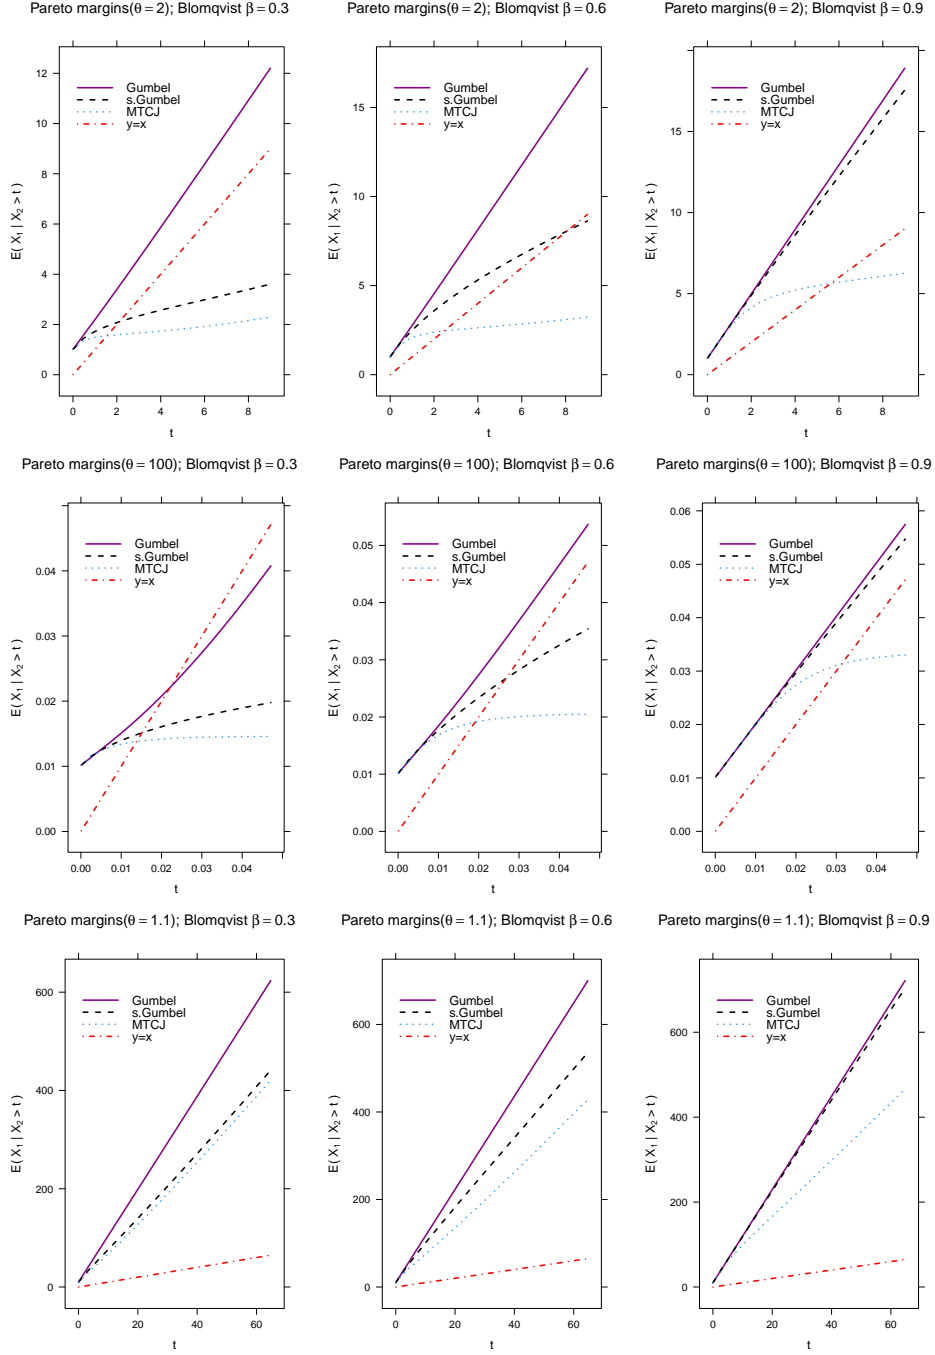 Pareto margins(θ = 2); Blomqvist β = 0.3
12
10
8
6
4
2
0
Gumbel
s.Gumbel
MTCJ
y=x
E( X₁ | X₂ > t )
0 2 4 6 8
t
Pareto margins(θ = 2); Blomqvist β = 0.6
15
10
5
0
Gumbel
s.Gumbel
MTCJ
y=x
E( X₁ | X₂ > t )
0 2 4 6 8
t
Pareto margins(θ = 2); Blomqvist β = 0.9
15
10
5
0
Gumbel
s.Gumbel
MTCJ
y=x
E( X₁ | X₂ > t )
0 2 4 6 8
t
Pareto margins(θ = 100); Blomqvist β = 0.3
0.04
0.03
0.02
0.01
0.00
Gumbel
s.Gumbel
MTCJ
y=x
E( X₁ | X₂ > t )
0.00 0.01 0.02 0.03 0.04
t
Pareto margins(θ = 100); Blomqvist β = 0.6
0.05
0.04
0.03
0.02
0.01
0.00
Gumbel
s.Gumbel
MTCJ
y=x
E( X₁ | X₂ > t )
0.00 0.01 0.02 0.03 0.04
t
Pareto margins(θ = 100); Blomqvist β = 0.9
0.06
0.05
0.04
0.03
0.02
0.01
0.00
Gumbel
s.Gumbel
MTCJ
y=x
E( X₁ | X₂ > t )
0.00 0.01 0.02 0.03 0.04
t
Pareto margins(θ = 1.1); Blomqvist β = 0.3
600
400
200
0
Gumbel
s.Gumbel
MTCJ
y=x
E( X₁ | X₂ > t )
0 20 40 60
t
Pareto margins(θ = 1.1); Blomqvist β = 0.6
600
400
200
0
Gumbel
s.Gumbel
MTCJ
y=x
E( X₁ | X₂ > t )
0 20 40 60
t
Pareto margins(θ = 1.1); Blomqvist β = 0.9
600
400
200
0
Gumbel
s.Gumbel
MTCJ
y=x
E( X₁ | X₂ > t )
0 20 40 60
t